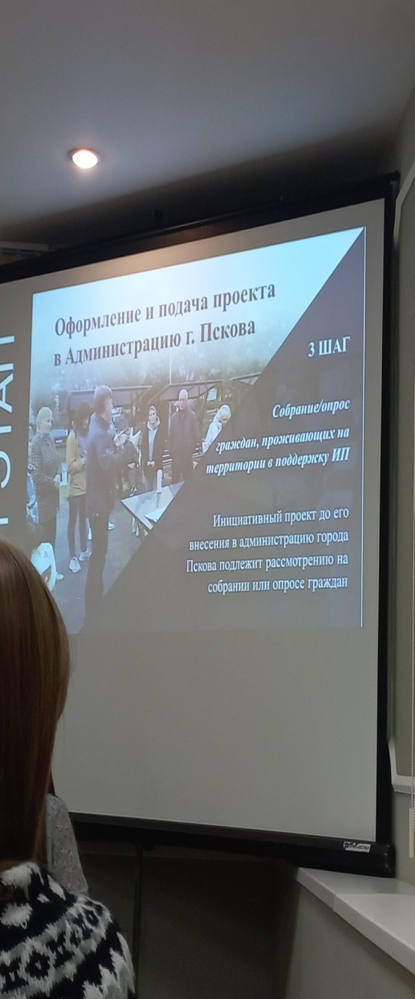 ЭТАП
Оформление и подача проекта
в Администрацию г. Пскова
3 ШАГ
Собрание/опрос
граждан, проживающих на
территории в поддержку ИП
Инициативный проект до его
внесения в администрацию города
Пскова подлежит рассмотрению на
собрании или опросе граждан